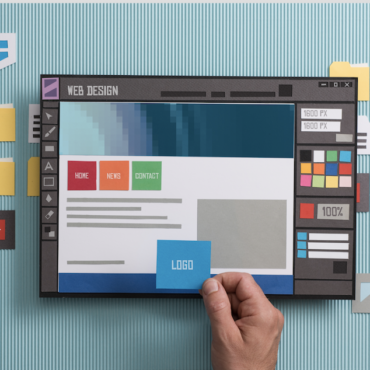 WEB DESIGN
1600 PX
1600 PX
HOME
NEWS
CONTACT
A
100%
LOGO